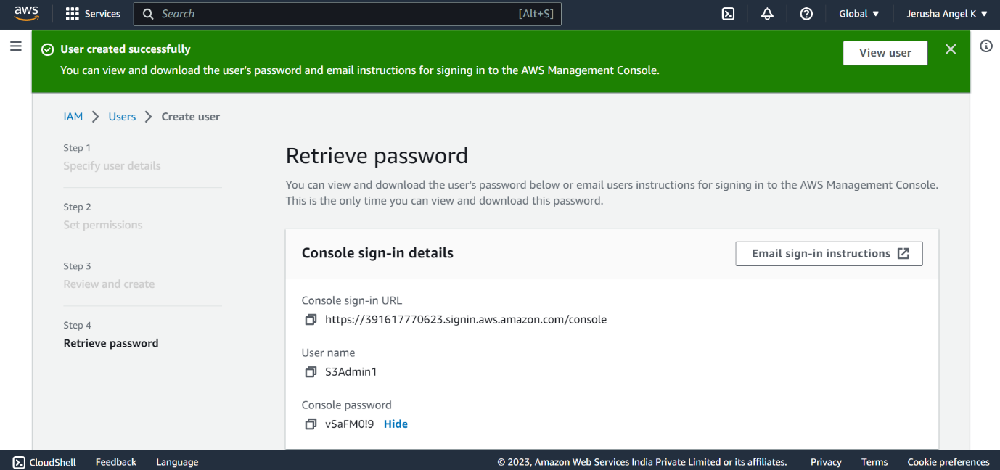 aws
Services
Search
[Alt+S]
Global
Jerusha Angel K
User created successfully
You can view and download the user's password and email instructions for signing in to the AWS Management Console.
View user
IAM
Users
Create user
Step 1
Specify user details
Step 2
Set permissions
Step 3
Review and create
Step 4
Retrieve password
Retrieve password
You can view and download the user's password below or email users instructions for signing in to the AWS Management Console.
This is the only time you can view and download this password.
Console sign-in details
Email sign-in instructions
Console sign-in URL
https://391617770623.signin.aws.amazon.com/console
User name
S3Admin1
Console password
vSaFM0!9 Hide
CloudShell
Feedback
Language
© 2023, Amazon Web Services India Private Limited or its affiliates.
Privacy
Terms
Cookie preferences